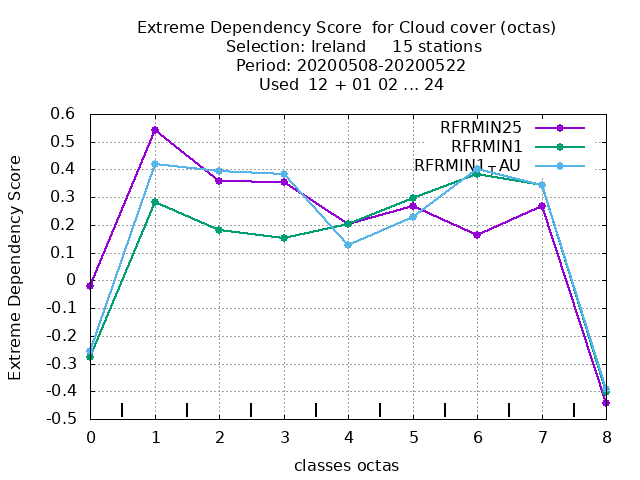 Extreme Dependency Score  for Cloud cover (octas)
Selection: Ireland     15 stations
Period: 20200508-20200522
Used  12 + 01 02 ... 24
RFRMIN25
RFRMIN1
RFRMIN1_AU
Extreme Dependency Score
0.6
0.5
0.4
0.3
0.2
0.1
0
-0.1
-0.2
-0.3
-0.4
-0.5
0 1 2 3 4 5 6 7 8
classes octas